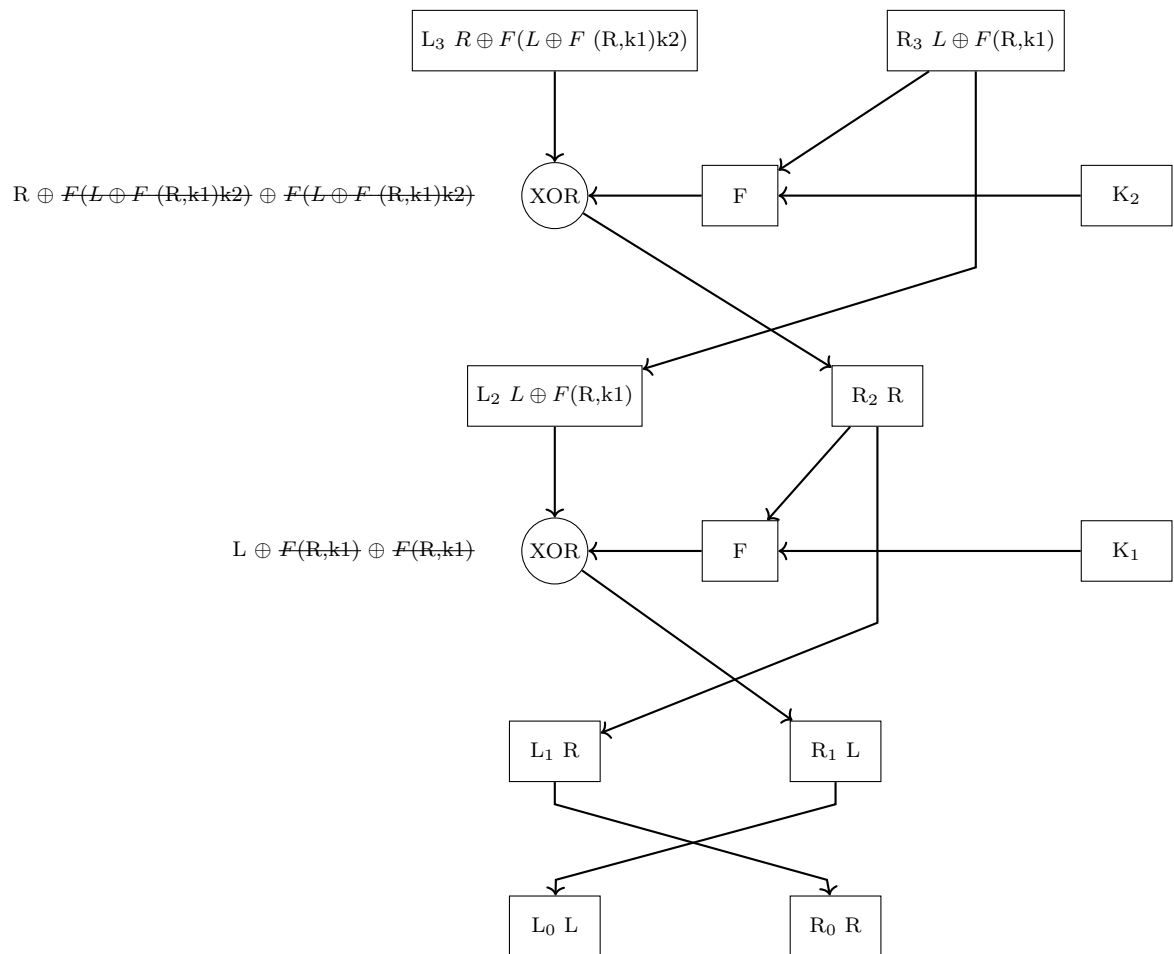 L₃ R ⊕ F(L ⊕ F (R,k1)k2)
R₃ L ⊕ F(R,k1)
R ⊕ F(L ⊕ F (R,k1)k2) ⊕ F(L ⊕ F (R,k1)k2)
XOR
F
K₂
L₂ L ⊕ F(R,k1)
R₂ R
L ⊕ F(R,k1) ⊕ F(R,k1)
XOR
F
K₁
L₁ R
R₁ L
L₀ L
R₀ R